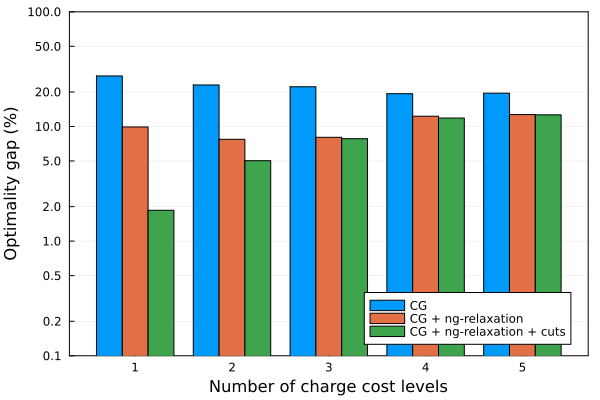 100.0
50.0
20.0
10.0
5.0
2.0
1.0
0.5
0.2
0.1
Optimality gap (%)
CG
CG + ng-relaxation
CG + ng-relaxation + cuts
1 2 3 4 5
Number of charge cost levels